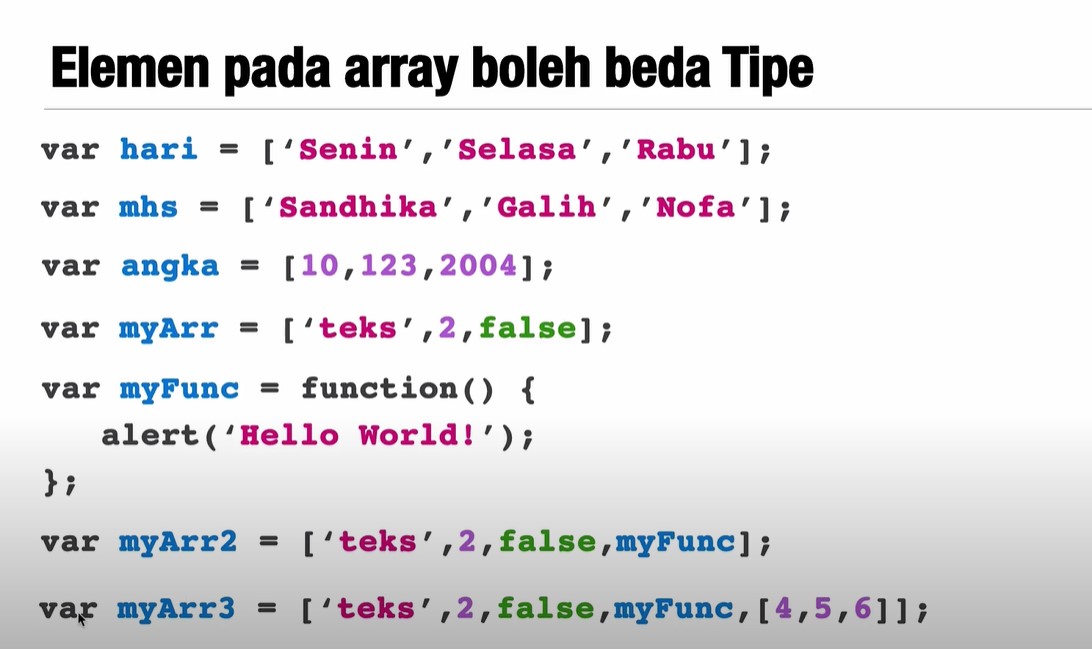 Elemen pada array boleh beda Tipe
var hari = [‘Senin’,’Selasa’,’Rabu’];
var mhs = [‘Sandhika’,’Galih’,’Nofa’];
var angka = [10,123,2004];
var myArr = [‘teks’,2,false];
var myFunc = function() {
   alert(‘Hello World!’);
};
var myArr2 = [‘teks’,2,false,myFunc];
var myArr3 = [‘teks’,2,false,myFunc,[4,5,6]];